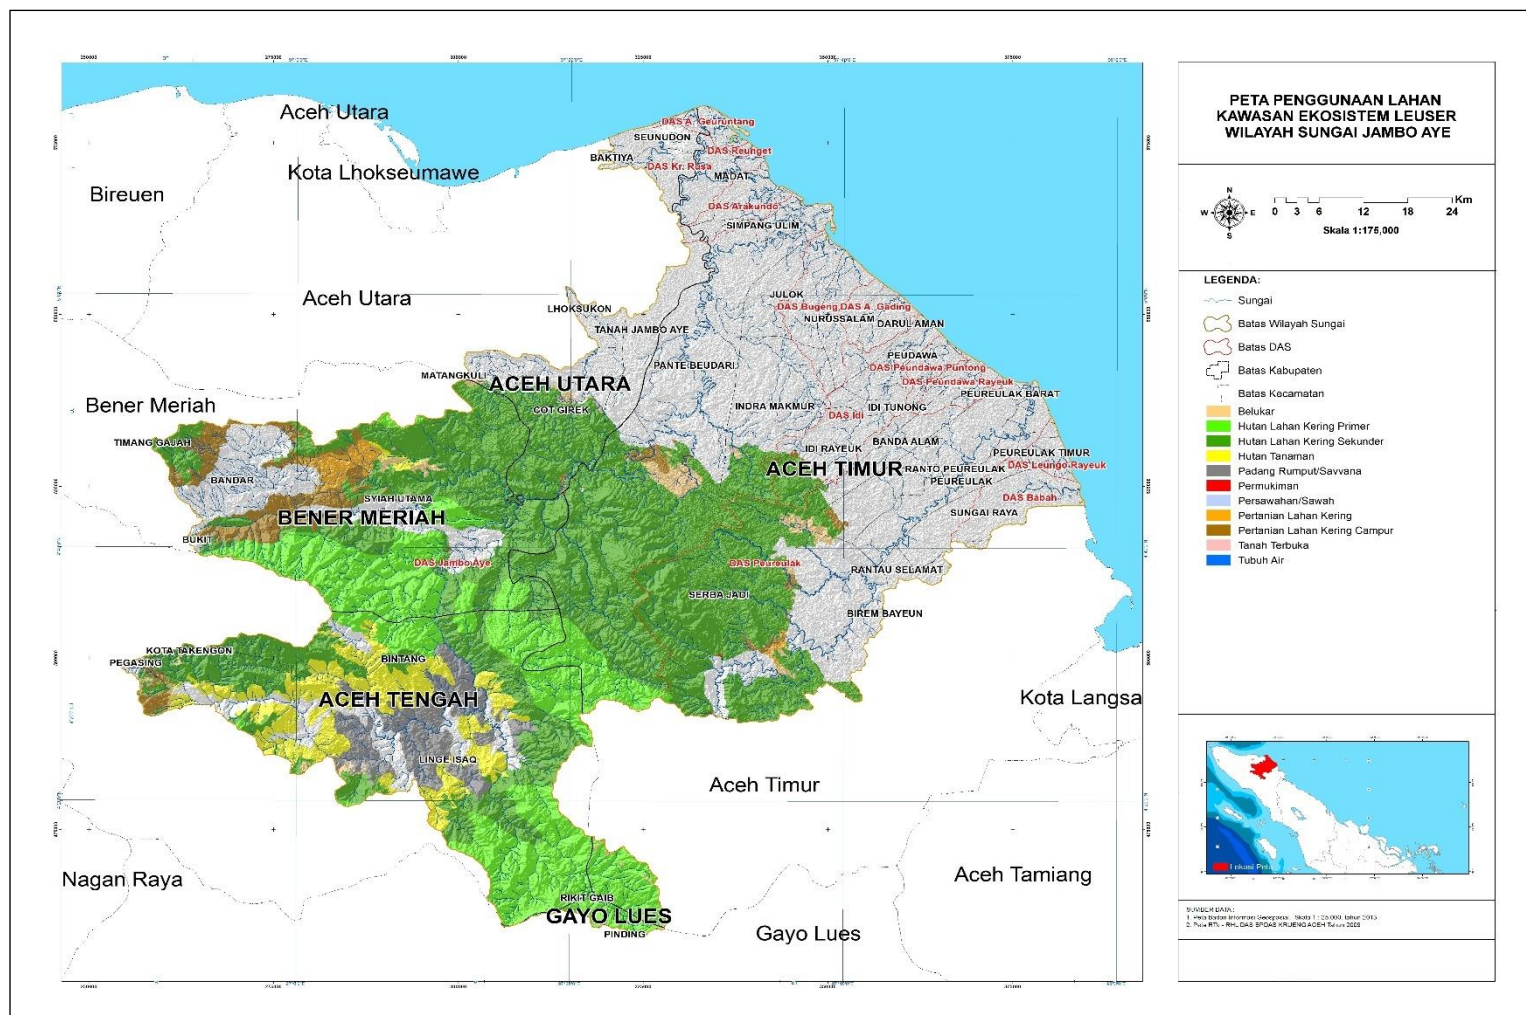 PETA PENGGUNAAN LAHAN
KAWASAN EKOSISTEM LEUSER
WILAYAH SUNGAI JAMBO AYE
N
W
E
S
0 3 6 12 18 24 Km
Skala 1:175,000
LEGENDA:
Sungai
Batas Wilayah Sungai
Batas DAS
Batas Kabupaten
Batas Kecamatan
Belukar
Hutan Lahan Kering Primer
Hutan Lahan Kering Sekunder
Hutan Tanaman
Padang Rumput/Savvana
Permukiman
Persawahan/Sawah
Pertanian Lahan Kering
Pertanian Lahan Kering Campur
Tanah Terbuka
Tubuh Air
Lokasi Peta
SUMBER DATA:
Aceh Utara
Kota Lhokseumawe
Bireuen
Aceh Utara
Bener Meriah
Nagan Raya
Aceh Timur
Gayo Lues
Aceh Tamiang
Kota Langsa
DAS A. Geuruntang
SEUNUDON
DAS Reunget
BAKTIYA
DAS Kr. Rusa
MADAT
DAS Arakundo
SIMPANG ULIM
JULOK
LHOKSUKON
DAS Bugeng
DAS A. Gading
NURUSSALAM
DARUL AMAN
TANAH JAMBO AYE
PEUDAWA
PANTE BEUDARI
DAS Peundawa Puntong
MATANGKULI
ACEH UTARA
DAS Peundawa Rayeuk
PEUREULAK BARAT
COT GIREK
INDRA MAKMUR
DAS Idi
IDI TUNONG
TIMANG GAJAH
BANDA ALAM
IDI RAYEUK
PEUREULAK TIMUR
ACEH TIMUR
RANTO PEUREULAK
DAS Leungo Rayeuk
BANDAR
PEUREULAK
SYIAH UTAMA
DAS Babah
BENER MERIAH
SUNGAI RAYA
BUKIT
DAS Jambo Aye
DAS Peureulak
RANTAU SELAMAT
SERBA JADI
BIREM BAYEUN
KOTA TAKENGON
PEGASING
BINTANG
ACEH TENGAH
LINGE ISAQ
RIKIT GAIB
GAYO LUES
PINDING